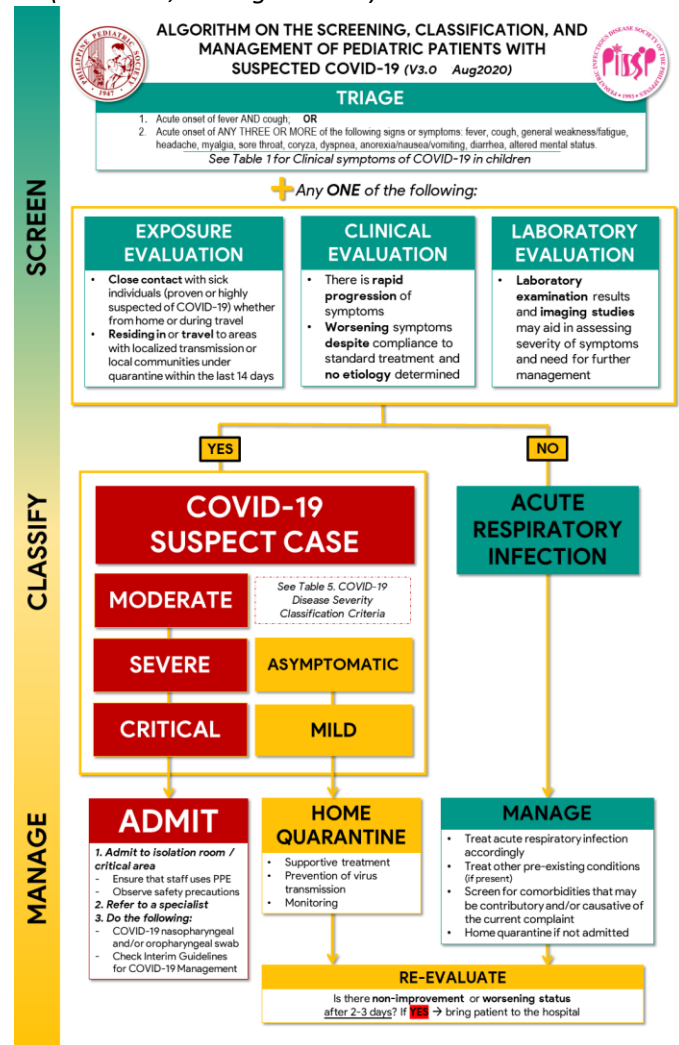 ALGORITHM ON THE SCREENING, CLASSIFICATION, AND
MANAGEMENT OF PEDIATRIC PATIENTS WITH
SUSPECTED COVID-19 (V3.0 Aug2020)
PHILIPPINE PEDIATRIC SOCIETY
1947
PEDIATRIC INFECTIOUS DISEASE SOCIETY OF THE PHILIPPINES
PIDSP
1993
TRIAGE
1. Acute onset of fever AND cough; OR
2. Acute onset of ANY THREE OR MORE of the following signs or symptoms: fever, cough, general weakness/fatigue,
headache, myalgia, sore throat, coryza, dyspnea, anorexia/nausea/vomiting, diarrhea, altered mental status.
See Table 1 for Clinical symptoms of COVID-19 in children
+ Any ONE of the following:
SCREEN
EXPOSURE
EVALUATION
• Close contact with sick
individuals (proven or highly
suspected of COVID-19) whether
from home or during travel
• Residing in or travel to areas
with localized transmission or
local communities under
quarantine within the last 14 days
CLINICAL
EVALUATION
• There is rapid
progression of
symptoms
• Worsening symptoms
despite compliance to
standard treatment and
no etiology determined
LABORATORY
EVALUATION
• Laboratory
examination results
and imaging studies
may aid in assessing
severity of symptoms
and need for further
management
YES
NO
CLASSIFY
COVID-19
SUSPECT CASE
MODERATE
See Table 5. COVID-19
Disease Severity
Classification Criteria
SEVERE
ASYMPTOMATIC
CRITICAL
MILD
ACUTE
RESPIRATORY
INFECTION
MANAGE
ADMIT
1. Admit to isolation room /
critical area
- Ensure that staff uses PPE
- Observe safety precautions
2. Refer to a specialist
3. Do the following:
- COVID-19 nasopharyngeal
and/or oropharyngeal swab
- Check Interim Guidelines
for COVID-19 Management
HOME
QUARANTINE
• Supportive treatment
• Prevention of virus
transmission
• Monitoring
MANAGE
• Treat acute respiratory infection
accordingly
• Treat other pre-existing conditions
(if present)
• Screen for comorbidities that may
be contributory and/or causative of
the current complaint
• Home quarantine if not admitted
RE-EVALUATE
Is there non-improvement or worsening status
after 2-3 days? If YES → bring patient to the hospital